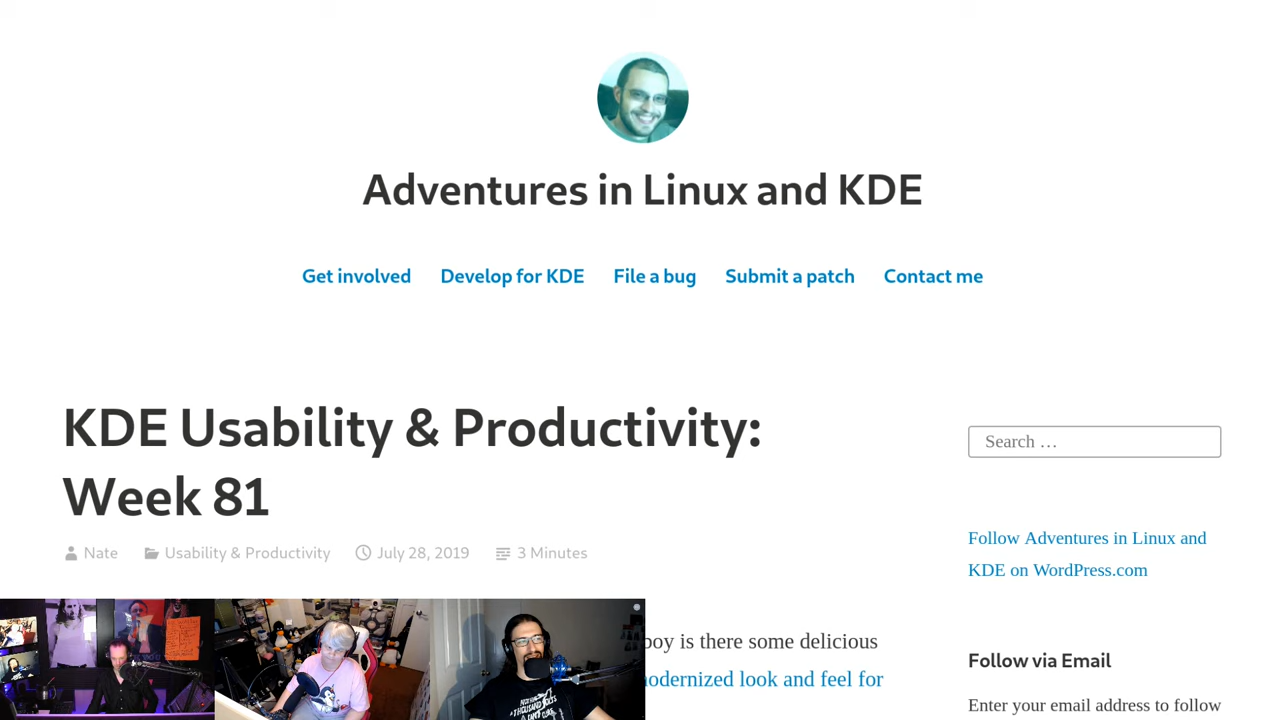 Adventures in Linux and KDE
Get involved Develop for KDE File a bug Submit a patch Contact me
KDE Usability & Productivity:
Week 81
Nate Usability & Productivity July 28, 2019 3 Minutes
Search …
Follow Adventures in Linux and
KDE on WordPress.com
boy is there some delicious
modernized look and feel for
Follow via Email
Enter your email address to follow